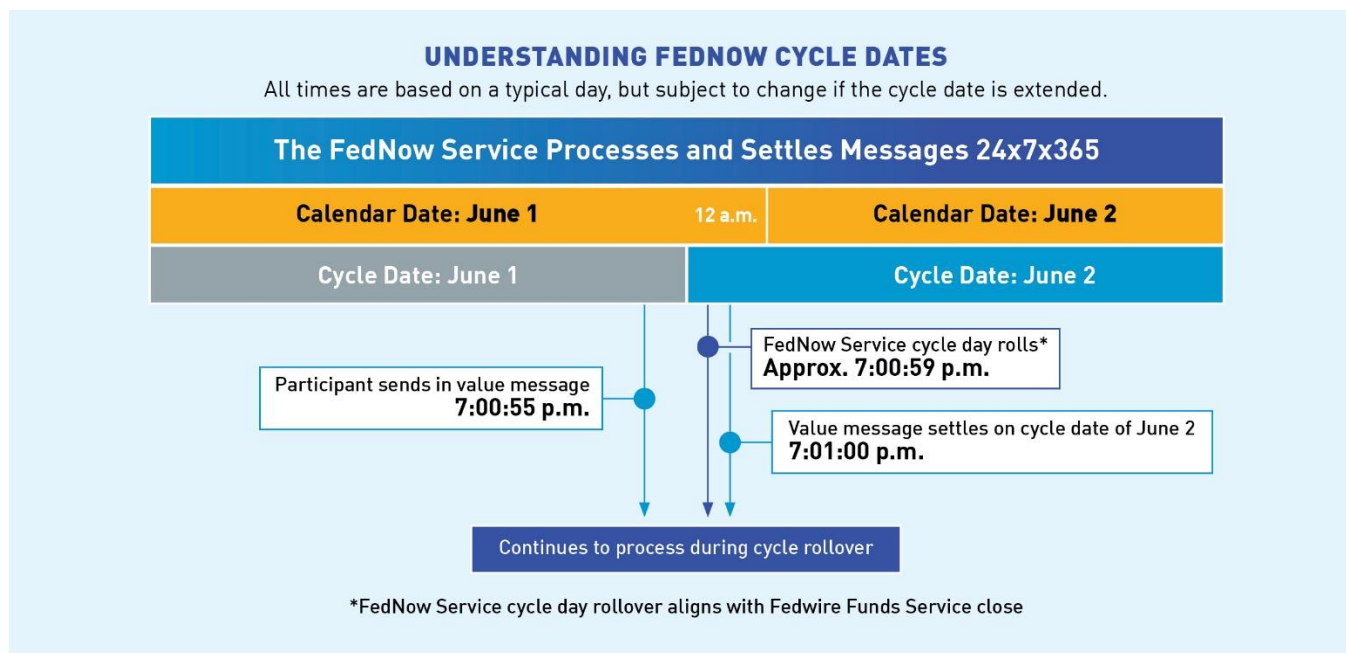 UNDERSTANDING FEDNOW CYCLE DATES
All times are based on a typical day, but subject to change if the cycle date is extended.
The FedNow Service Processes and Settles Messages 24x7x365
Calendar Date: June 1
12 a.m.
Calendar Date: June 2
Cycle Date: June 1
Cycle Date: June 2
FedNow Service cycle day rolls*
Approx. 7:00:59 p.m.
Participant sends in value message
7:00:55 p.m.
Value message settles on cycle date of June 2
7:01:00 p.m.
Continues to process during cycle rollover
*FedNow Service cycle day rollover aligns with Fedwire Funds Service close